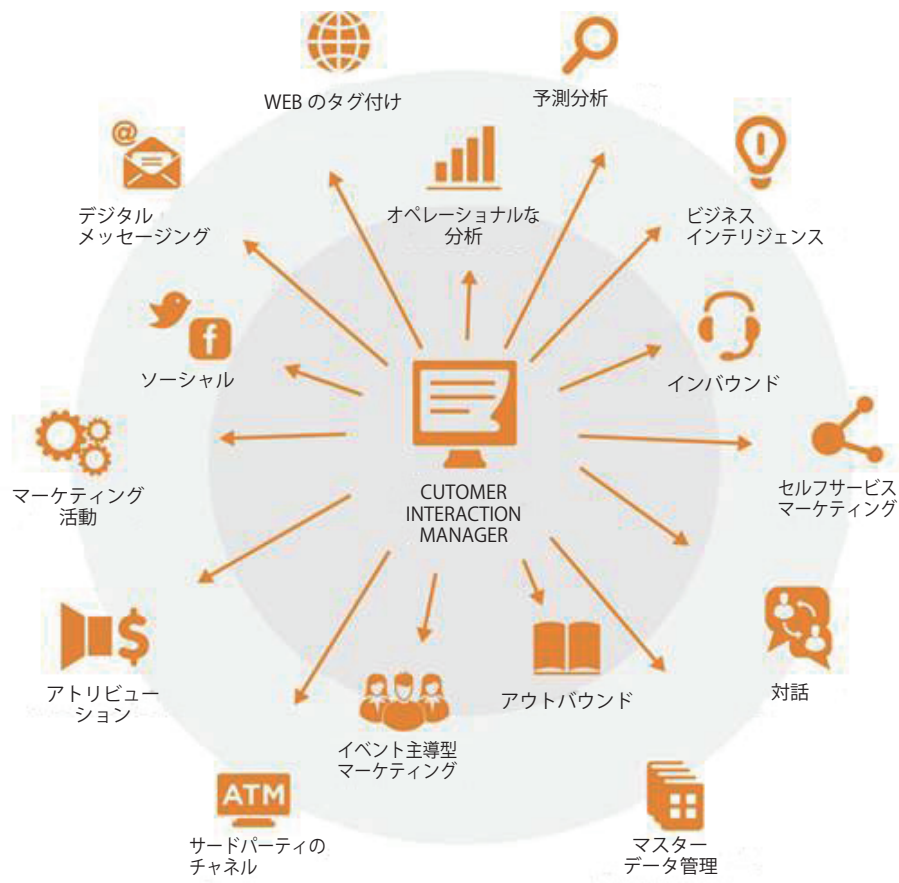 WEB のタグ付け
予測分析
@
デジタル
メッセージング
オペレーショナルな
分析
ビジネス
インテリジェンス
f
ソーシャル
インバウンド
マーケティング
活動
CUTOMER
INTERACTION
MANAGER
セルフサービス
マーケティング
$
アトリビュー
ション
アウトバウンド
対話
イベント主導型
マーケティング
ATM
サードパーティの
チャネル
マスター
データ管理